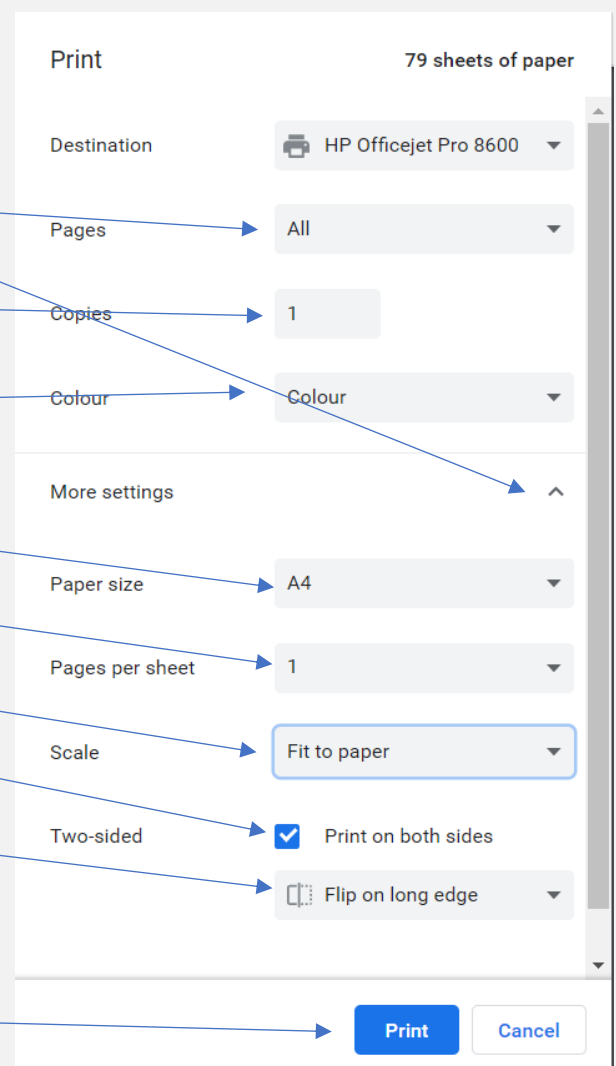 Print 79 sheets of paper
Destination HP Officejet Pro 8600
Pages All
Copies 1
Colour Colour
More settings
Paper size A4
Pages per sheet 1
Scale Fit to paper
Two-sided Print on both sides
Flip on long edge
Print Cancel